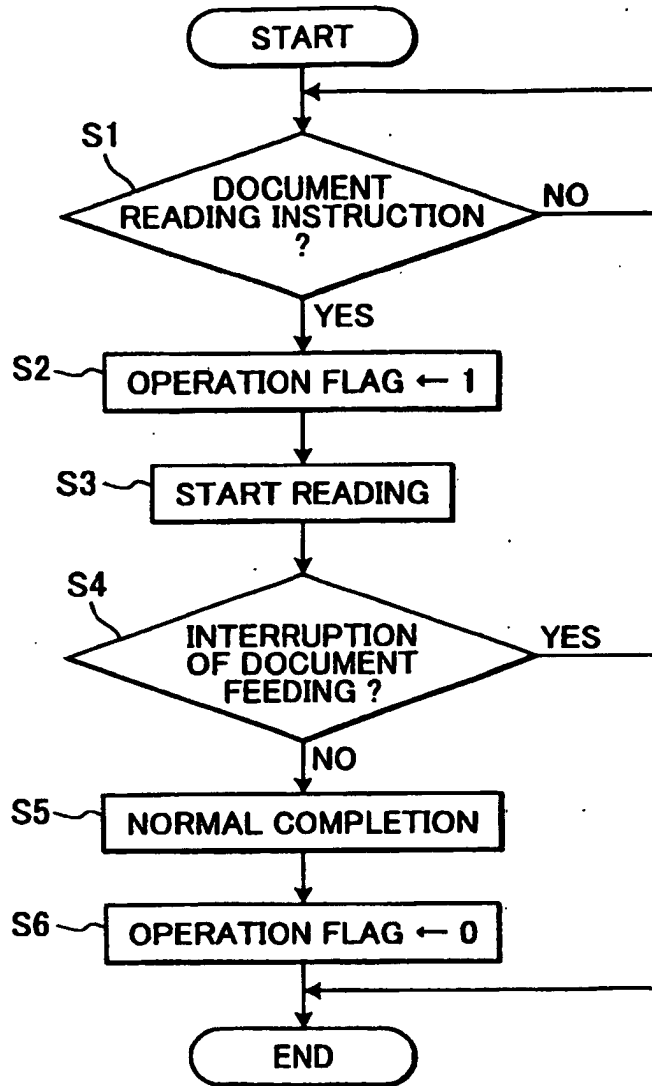 START
S1
DOCUMENT
READING INSTRUCTION
?
NO
YES
S2
OPERATION FLAG ← 1
S3
START READING
S4
INTERRUPTION
OF DOCUMENT
FEEDING ?
YES
NO
S5
NORMAL COMPLETION
S6
OPERATION FLAG ← 0
END